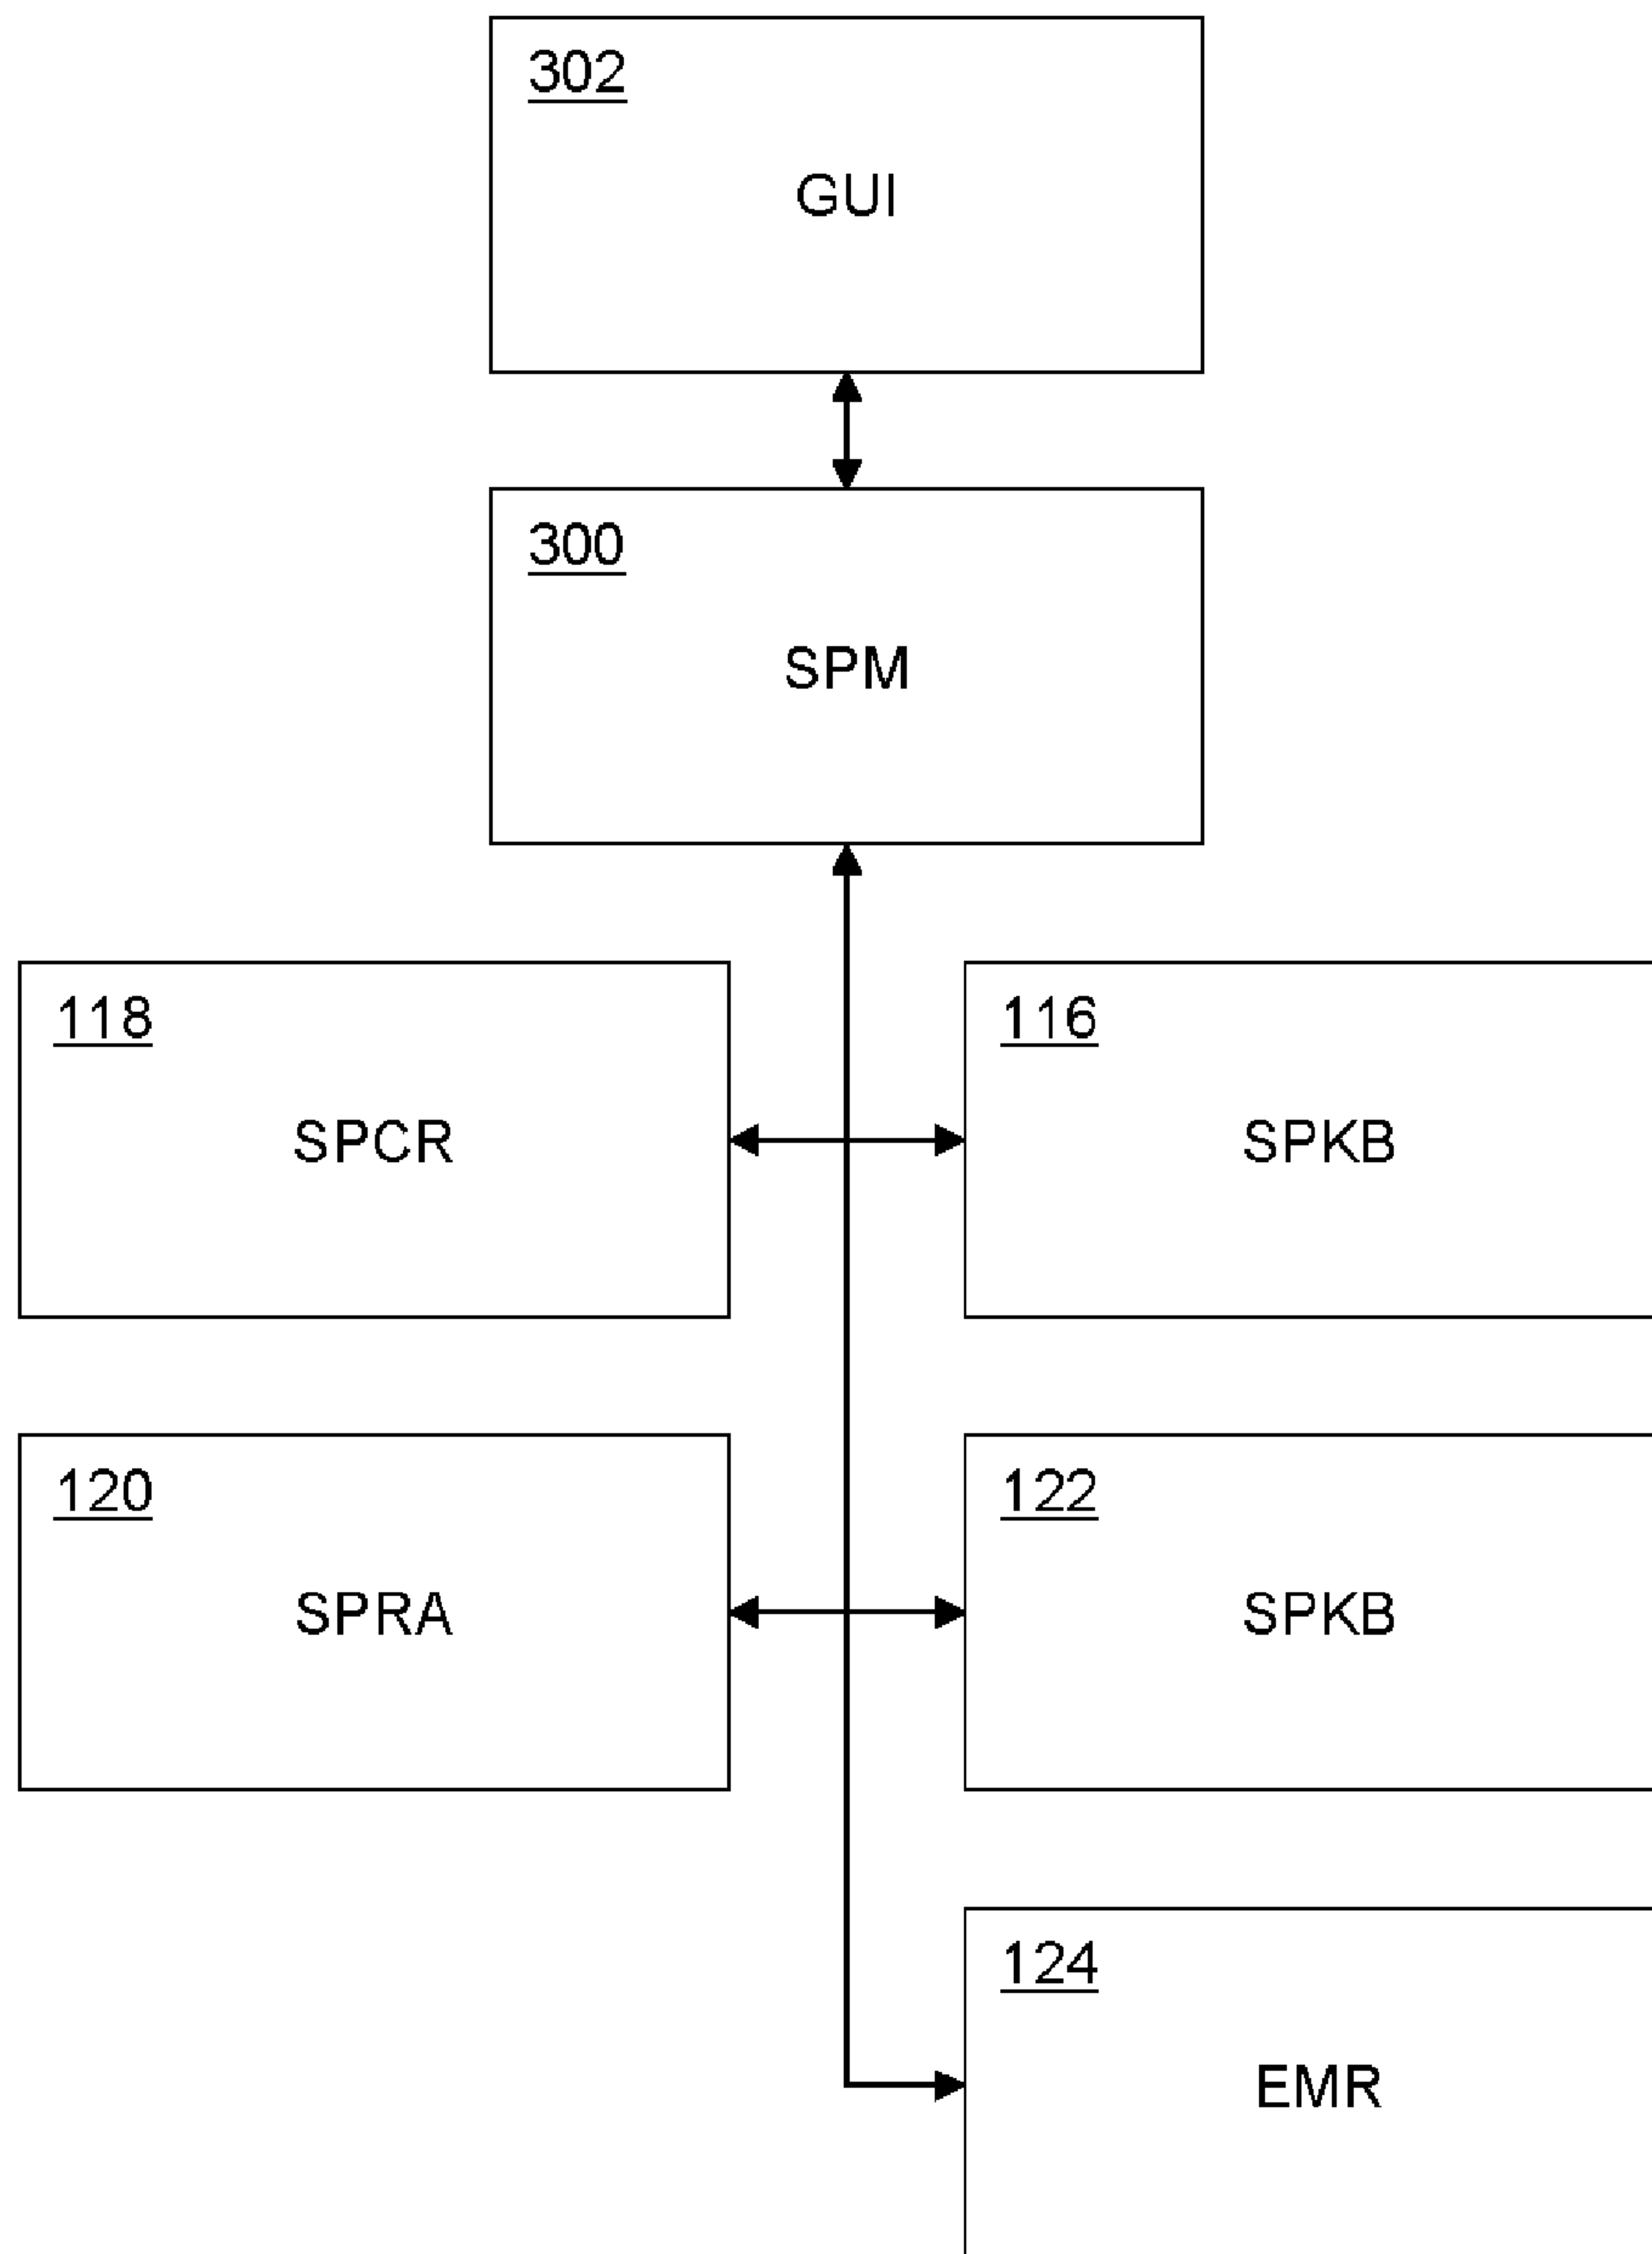 302
GUI
300
SPM
118
SPCR
116
SPKB
120
SPRA
122
SPKB
124
EMR